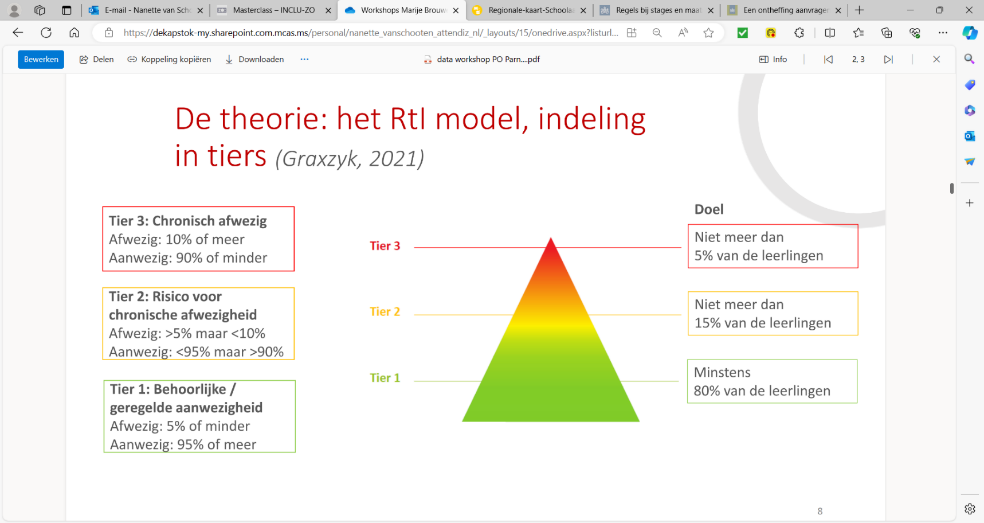 E-mail - Nanette van Sch
Masterclass – INCLU-ZO
Workshops Marije Brouw
Regionale-kaart-Schoola
Regels bij stages en maat
Een ontheffing aanvragen
https://dekapstok-my.sharepoint.com.mcas.ms/personal/nanette_vanschooten_attendiz_nl/_layouts/15/onedrive.aspx?listurl...
Bewerken
Delen
Koppeling kopiëren
Downloaden
...
data workshop PO Parn....pdf
Info
2, 3
De theorie: het RtI model, indeling
in tiers (Graxzyk, 2021)
Doel
Tier 3: Chronisch afwezig
Afwezig: 10% of meer
Aanwezig: 90% of minder
Tier 3
Niet meer dan
5% van de leerlingen
Tier 2: Risico voor
chronische afwezigheid
Afwezig: >5% maar <10%
Aanwezig: <95% maar >90%
Tier 2
Niet meer dan
15% van de leerlingen
Tier 1: Behoorlijke /
geregelde aanwezigheid
Afwezig: 5% of minder
Aanwezig: 95% of meer
Tier 1
Minstens
80% van de leerlingen
8